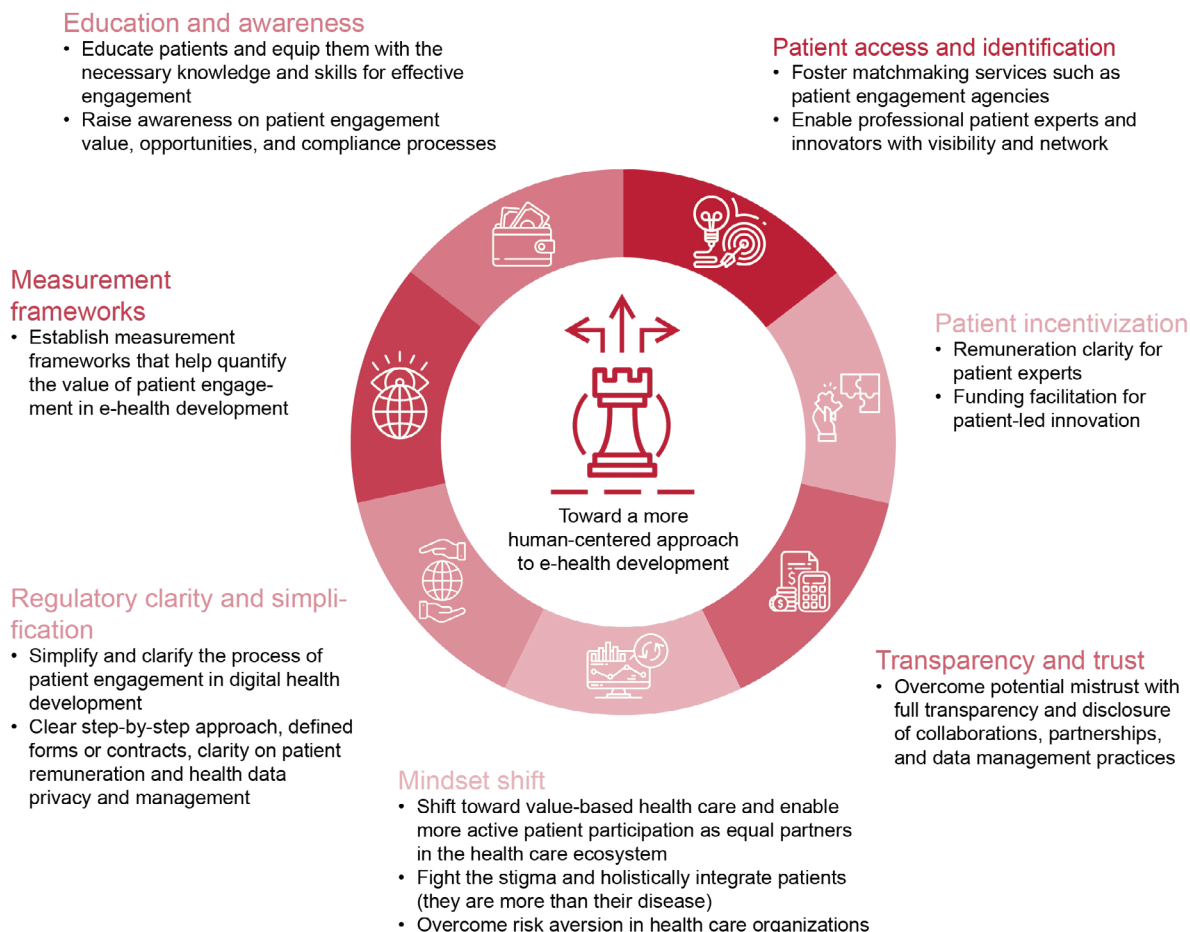 Education and awareness
• Educate patients and equip them with the
necessary knowledge and skills for effective
engagement
• Raise awareness on patient engagement
value, opportunities, and compliance processes
Patient access and identification
• Foster matchmaking services such as
patient engagement agencies
• Enable professional patient experts and
innovators with visibility and network
Measurement
frameworks
• Establish measurement
frameworks that help quantify
the value of patient engage-
ment in e-health development
Patient incentivization
• Remuneration clarity for
patient experts
• Funding facilitation for
patient-led innovation
Toward a more
human-centered approach
to e-health development
Regulatory clarity and simpli-
fication
• Simplify and clarify the process of
patient engagement in digital health
development
• Clear step-by-step approach, defined
forms or contracts, clarity on patient
remuneration and health data
privacy and management
Transparency and trust
• Overcome potential mistrust with
full transparency and disclosure
of collaborations, partnerships,
and data management practices
Mindset shift
• Shift toward value-based health care and enable
more active patient participation as equal partners
in the health care ecosystem
• Fight the stigma and holistically integrate patients
(they are more than their disease)
• Overcome risk aversion in health care organizations